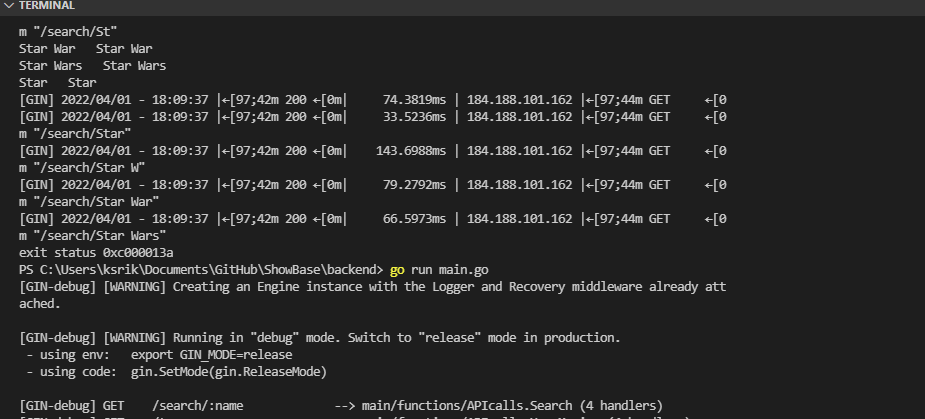 TERMINAL
m "/search/St"
Star War   Star War
Star Wars   Star Wars
Star   Star
[GIN] 2022/04/01 - 18:09:37 |←[97;42m 200 ←[0m|     74.3819ms | 184.188.101.162 |←[97;44m GET     ←[0
[GIN] 2022/04/01 - 18:09:37 |←[97;42m 200 ←[0m|     33.5236ms | 184.188.101.162 |←[97;44m GET     ←[0
m "/search/Star"
[GIN] 2022/04/01 - 18:09:37 |←[97;42m 200 ←[0m|    143.6988ms | 184.188.101.162 |←[97;44m GET     ←[0
m "/search/Star W"
[GIN] 2022/04/01 - 18:09:37 |←[97;42m 200 ←[0m|     79.2792ms | 184.188.101.162 |←[97;44m GET     ←[0
m "/search/Star War"
[GIN] 2022/04/01 - 18:09:37 |←[97;42m 200 ←[0m|     66.5973ms | 184.188.101.162 |←[97;44m GET     ←[0
m "/search/Star Wars"
exit status 0xc000013a
PS C:\Users\ksrik\Documents\GitHub\ShowBase\backend> go run main.go
[GIN-debug] [WARNING] Creating an Engine instance with the Logger and Recovery middleware already att
ached.
[GIN-debug] [WARNING] Running in "debug" mode. Switch to "release" mode in production.
 - using env:   export GIN_MODE=release
 - using code:  gin.SetMode(gin.ReleaseMode)
[GIN-debug] GET    /search/:name             --> main/functions/APIcalls.Search (4 handlers)